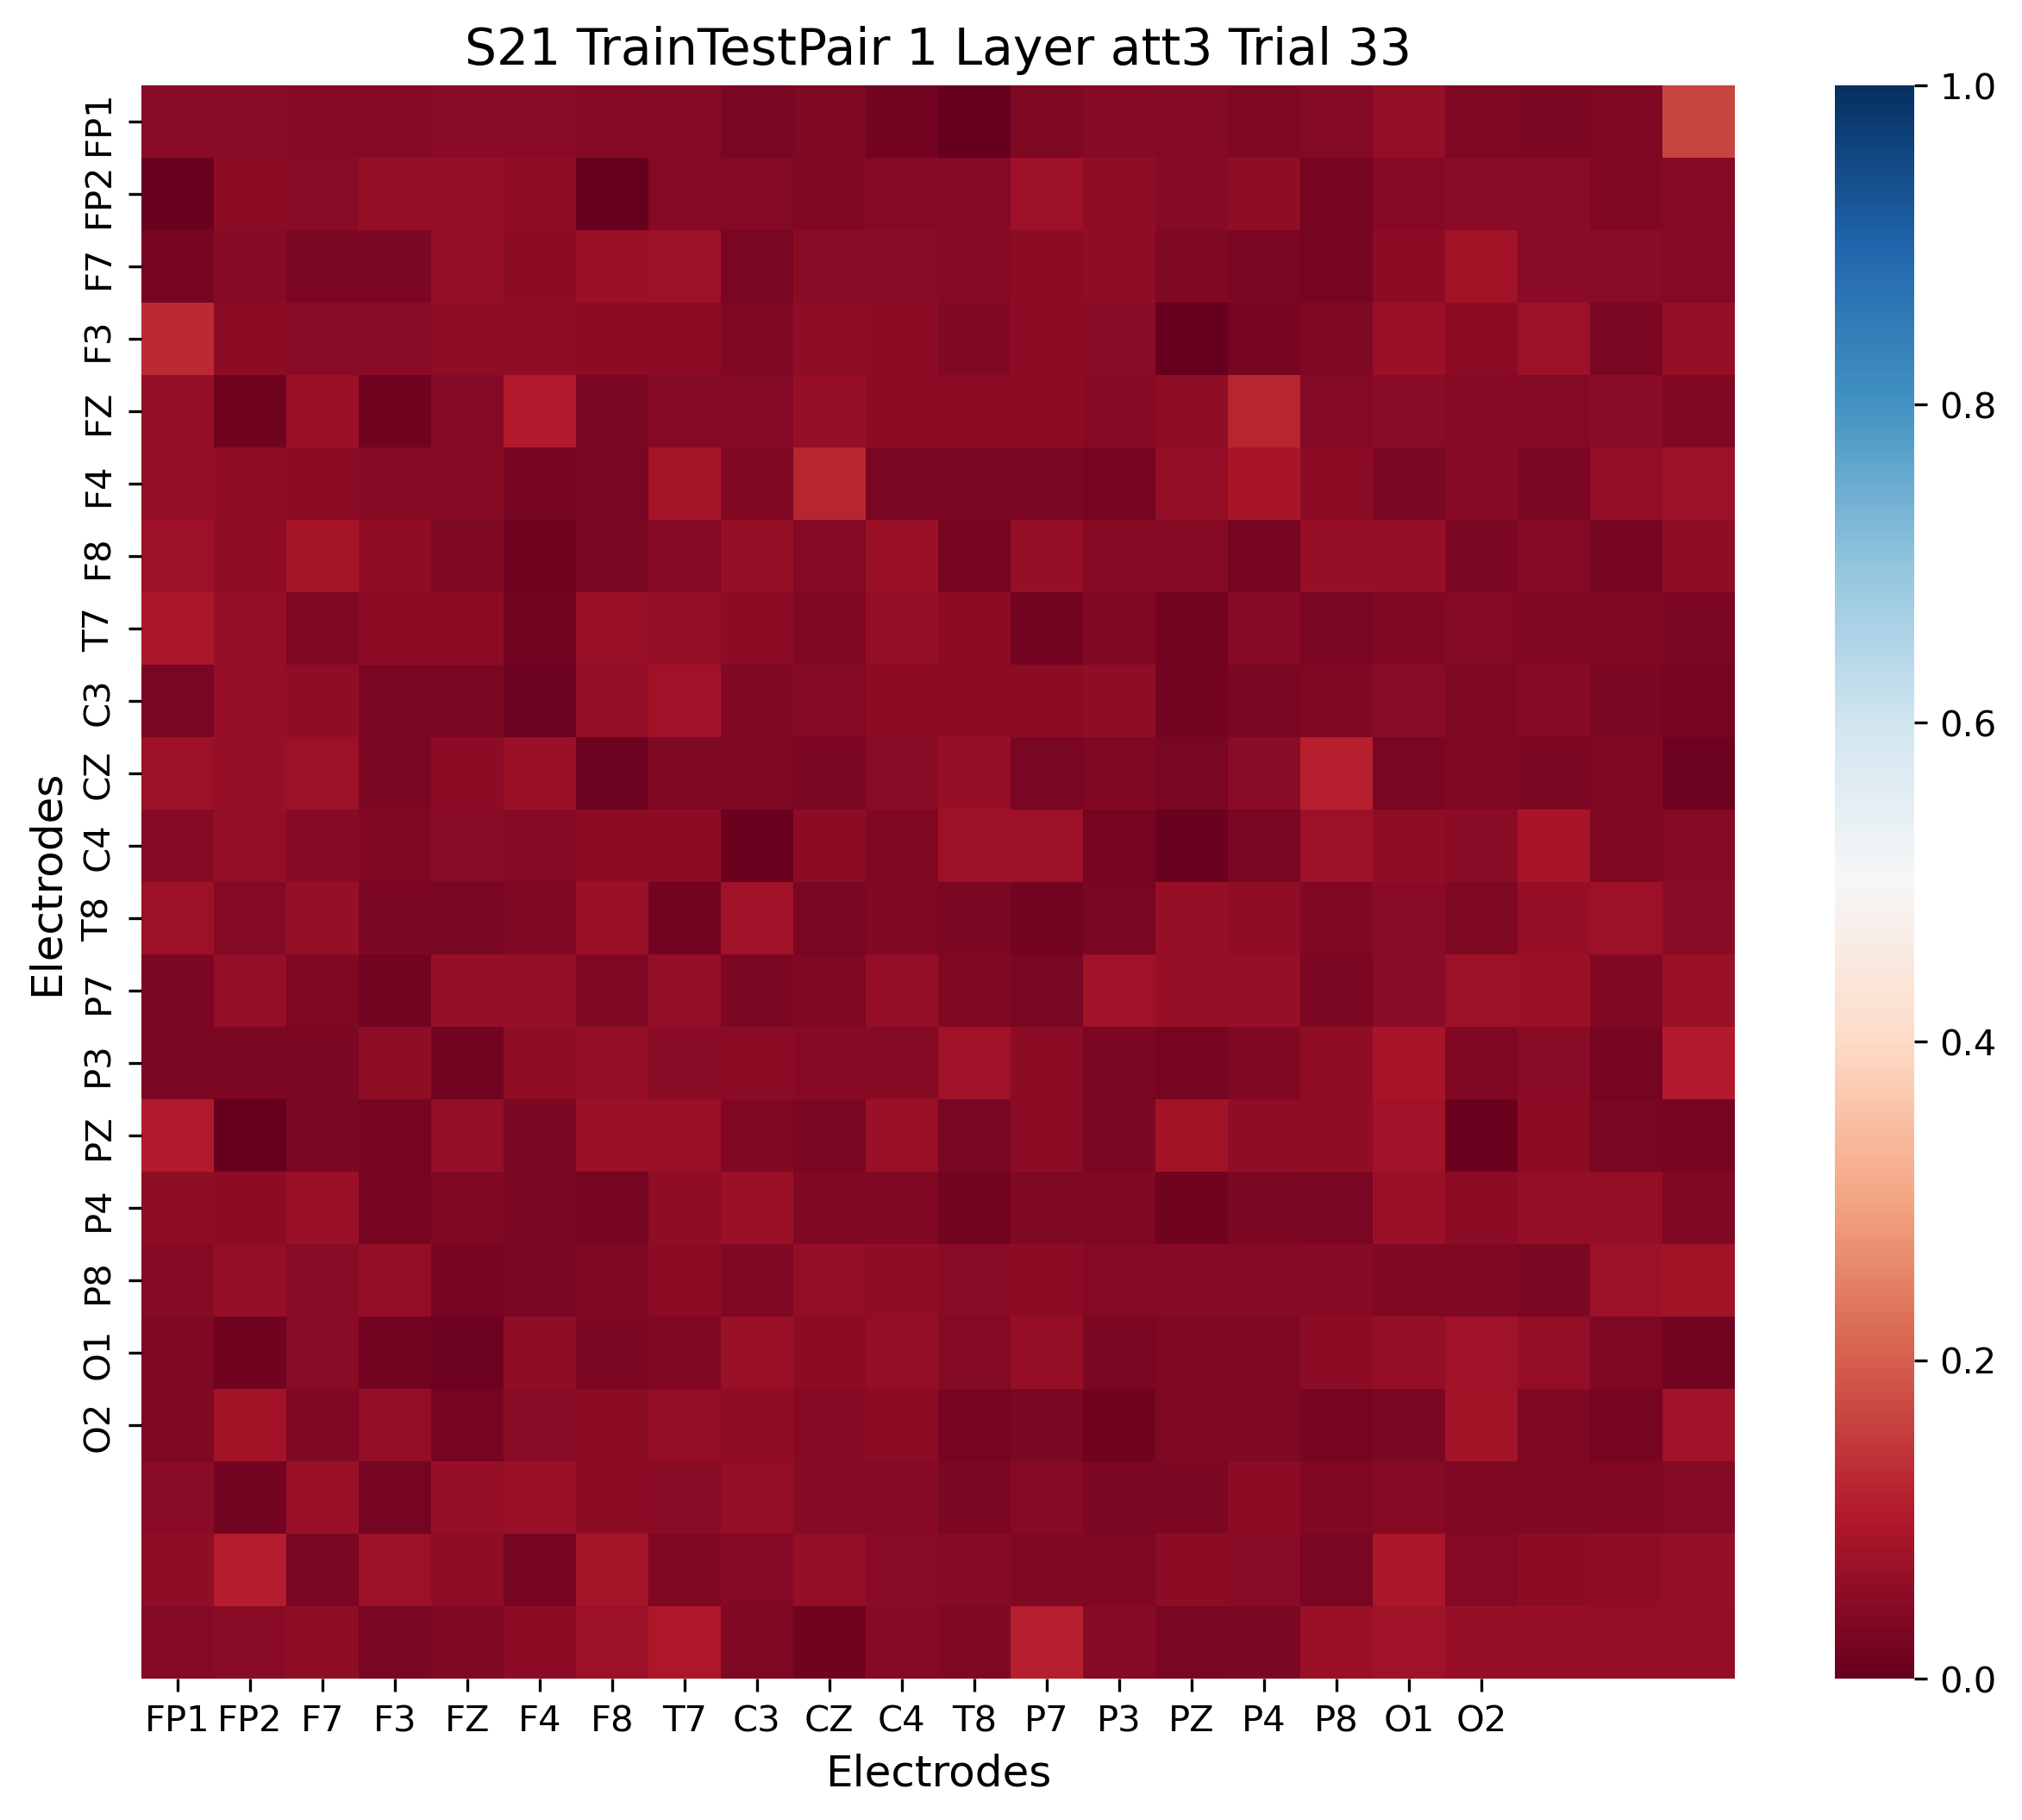 S21 TrainTestPair 1 Layer att3 Trial 33
Electrodes
FP1
FP2
F7
F3
FZ
F4
F8
T7
C3
CZ
C4
T8
P7
P3
PZ
P4
P8
O1
O2
1.0
0.8
0.6
0.4
0.2
0.0
FP1 FP2 F7 F3 FZ F4 F8 T7 C3 CZ C4 T8 P7 P3 PZ P4 P8 O1 O2
Electrodes